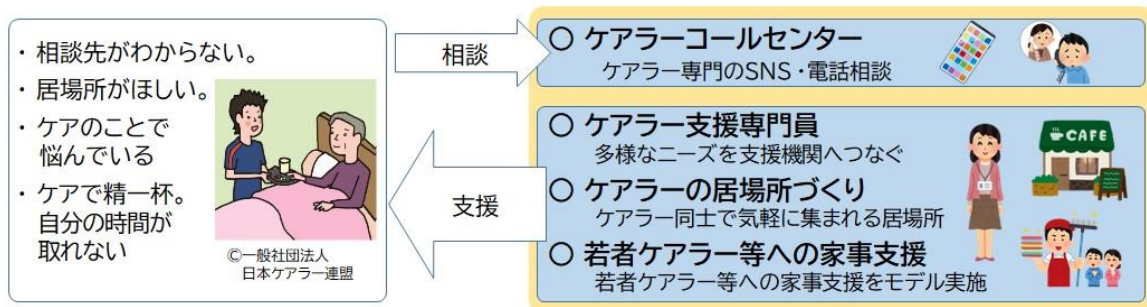 ・相談先がわからない。
・居場所がほしい。
・ケアのことで
悩んでいる
・ケアで精一杯。
自分の時間が
取れない
©一般社団法人
日本ケアラー連盟
相談
支援
〇 ケアラーコールセンター
ケアラー専門のSNS・電話相談
〇 ケアラー支援専門員
多様なニーズを支援機関へつなぐ
〇 ケアラーの居場所づくり
ケアラー同士で気軽に集まれる居場所
〇 若者ケアラー等への家事支援
若者ケアラー等への家事支援をモデル実施
CAFE